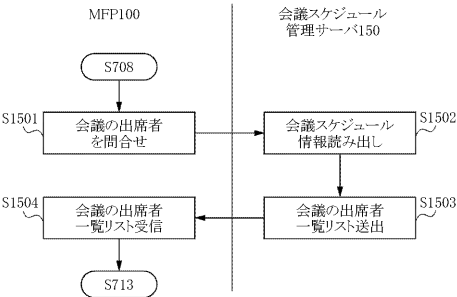 MFP100
会議スケジュール
管理サーバ150
S708
S1501
会議の出席者
を問合せ
会議スケジュール
情報読み出し
S1502
S1504
会議の出席者
一覧リスト受信
会議の出席者
一覧リスト送出
S1503
S713